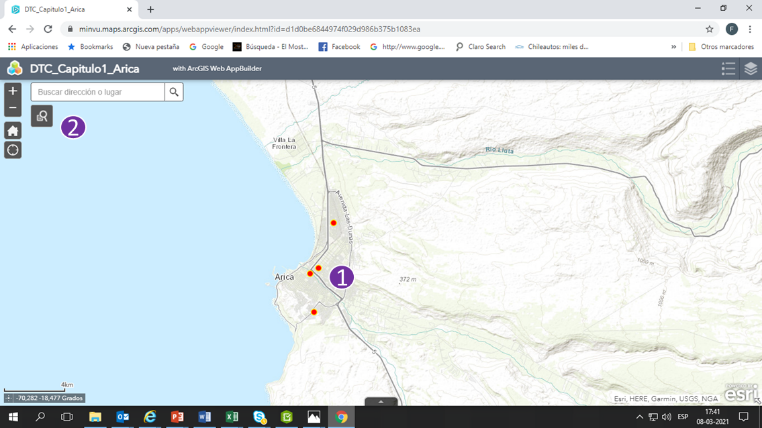 DTC_Capitulo1_Arica
minvu.maps.arcgis.com/apps/webappviewer/index.html?id=d1d0be6844974f029d986b375b1083ea
Aplicaciones Bookmarks Nueva pestaña Google Búsqueda - El Most... Facebook http://www.google.... Claro Search Chileautos: miles d... » Otros marcadores
DTC_Capitulo1_Arica with ArcGIS Web AppBuilder
Buscar dirección o lugar
2
Villa La
Frontera
Río Lluta
Arica
1
372 m
1000 m
4km
-70,282 -18,477 Grados
Esri, HERE, Garmin, USGS, NGA
esri
ESP
17:41
08-03-2021